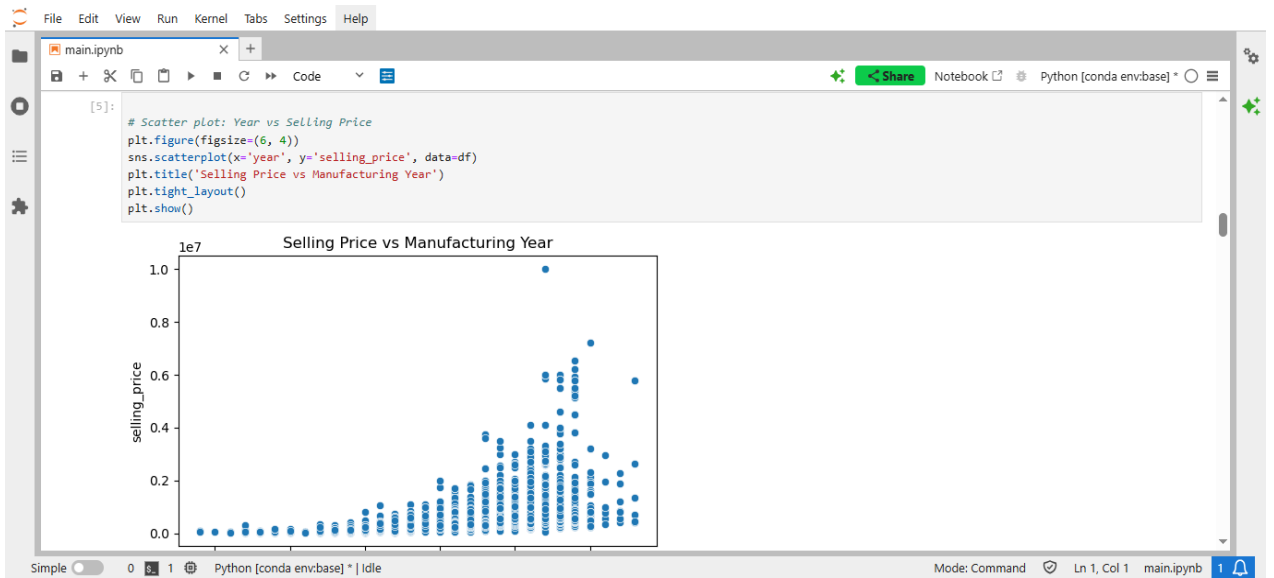 File Edit View Run Kernel Tabs Settings Help
main.ipynb
Code
Share Notebook Python [conda env:base] *
[5]:
# Scatter plot: Year vs Selling Price
plt.figure(figsize=(6, 4))
sns.scatterplot(x='year', y='selling_price', data=df)
plt.title('Selling Price vs Manufacturing Year')
plt.tight_layout()
plt.show()
Selling Price vs Manufacturing Year
1e7
1.0
0.8
0.6
0.4
0.2
0.0
selling_price
Simple 0 $_ 1 Python [conda env:base] * | Idle Mode: Command Ln 1, Col 1 main.ipynb 1